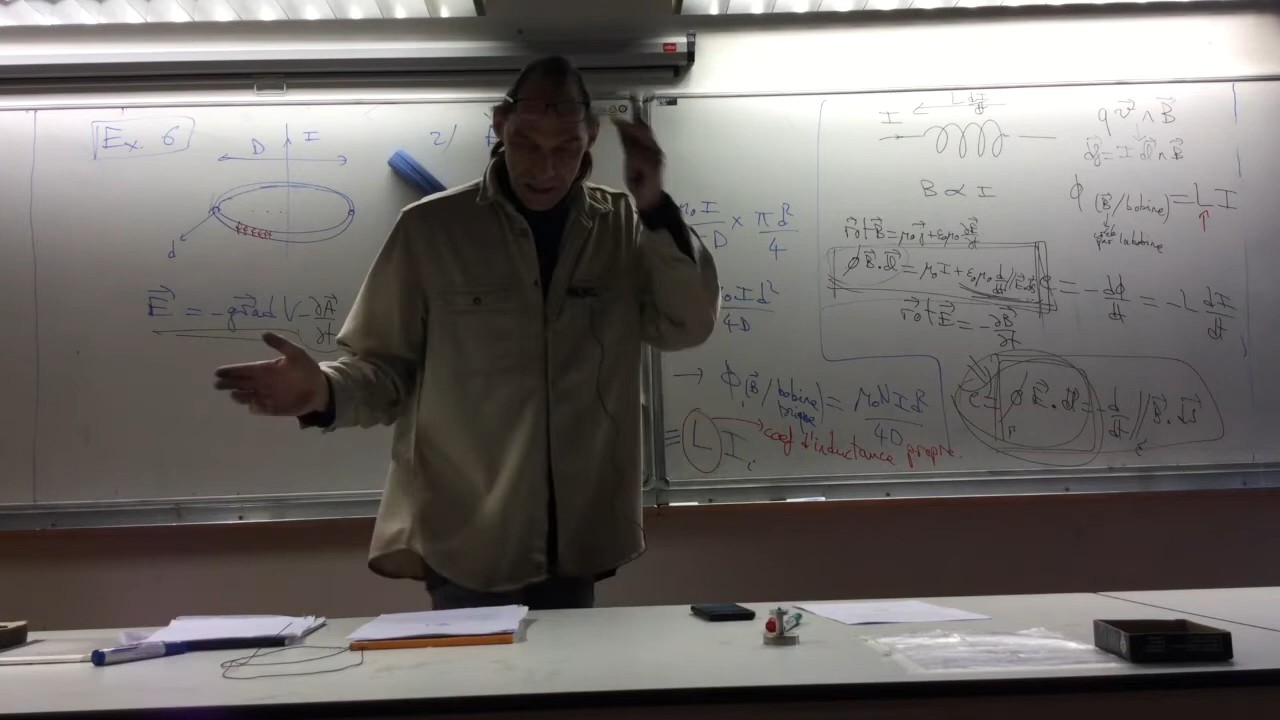 Ex. 6
D
I
d
E⃗ = -grad⃗ V - ∂A⃗/∂t
2/
μ₀I/D × πd²/4
μ₀Id²/4D
→ Φ(B⃗/bobine torique) = μ₀NId²/4D
≡ L I
coef d'inductance propre.
I
L dI/dt
B ∝ I
rot⃗ B⃗ = μ₀j⃗ + ε₀μ₀ ∂E⃗/∂t
∮ B⃗.dl⃗ = μ₀I + ε₀μ₀ d/dt ∬ E⃗.dS⃗
rot⃗ E⃗ = -∂B⃗/∂t
q v⃗ ∧ B⃗
df⃗ = I dl⃗ ∧ B⃗
Φ(B⃗/bobine) = L I
créé par la bobine
e = -dΦ/dt = -L dI/dt
e = ∮ E⃗.dl⃗ = -d/dt ∬ B⃗.dS⃗